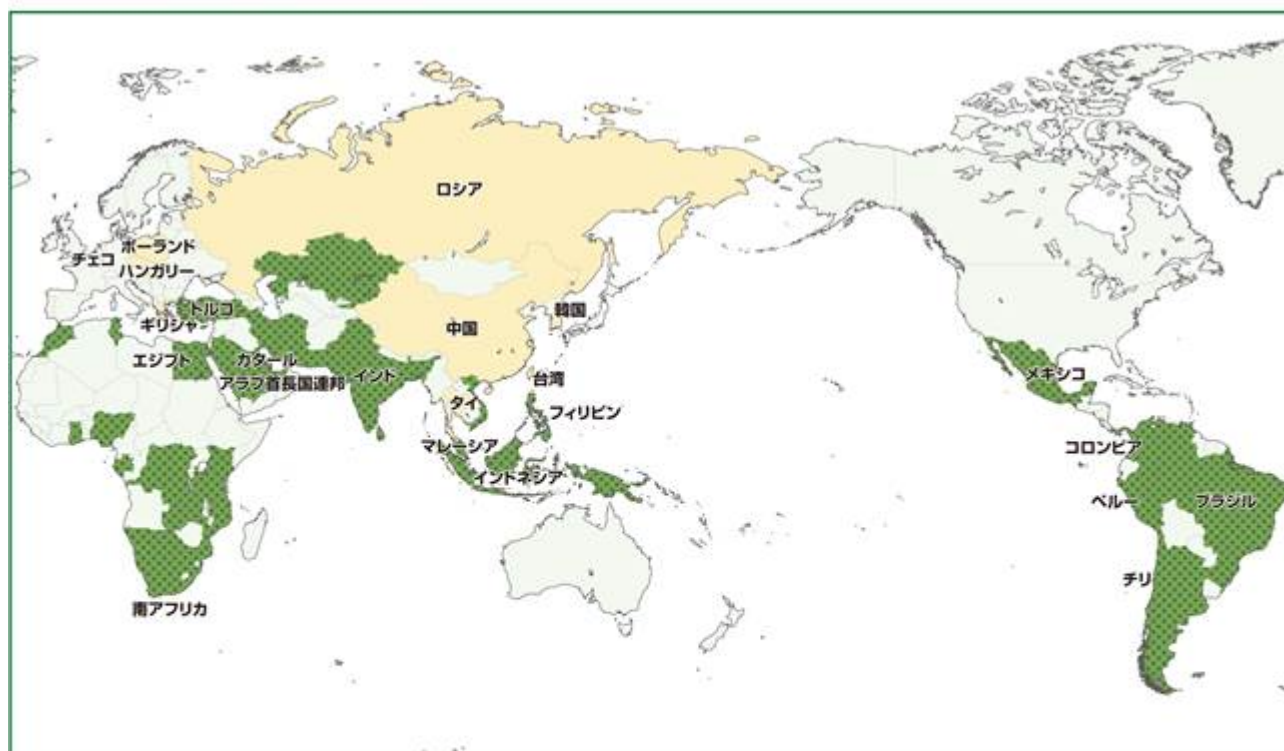 ロシア
ポーランド
チェコ
ハンガリー
トルコ
ギリシャ
韓国
中国
エジプト
カタール
アラブ首長国連邦
インド
台湾
タイ
フィリピン
マレーシア
インドネシア
南アフリカ
メキシコ
コロンビア
ペルー
ブラジル
チリ